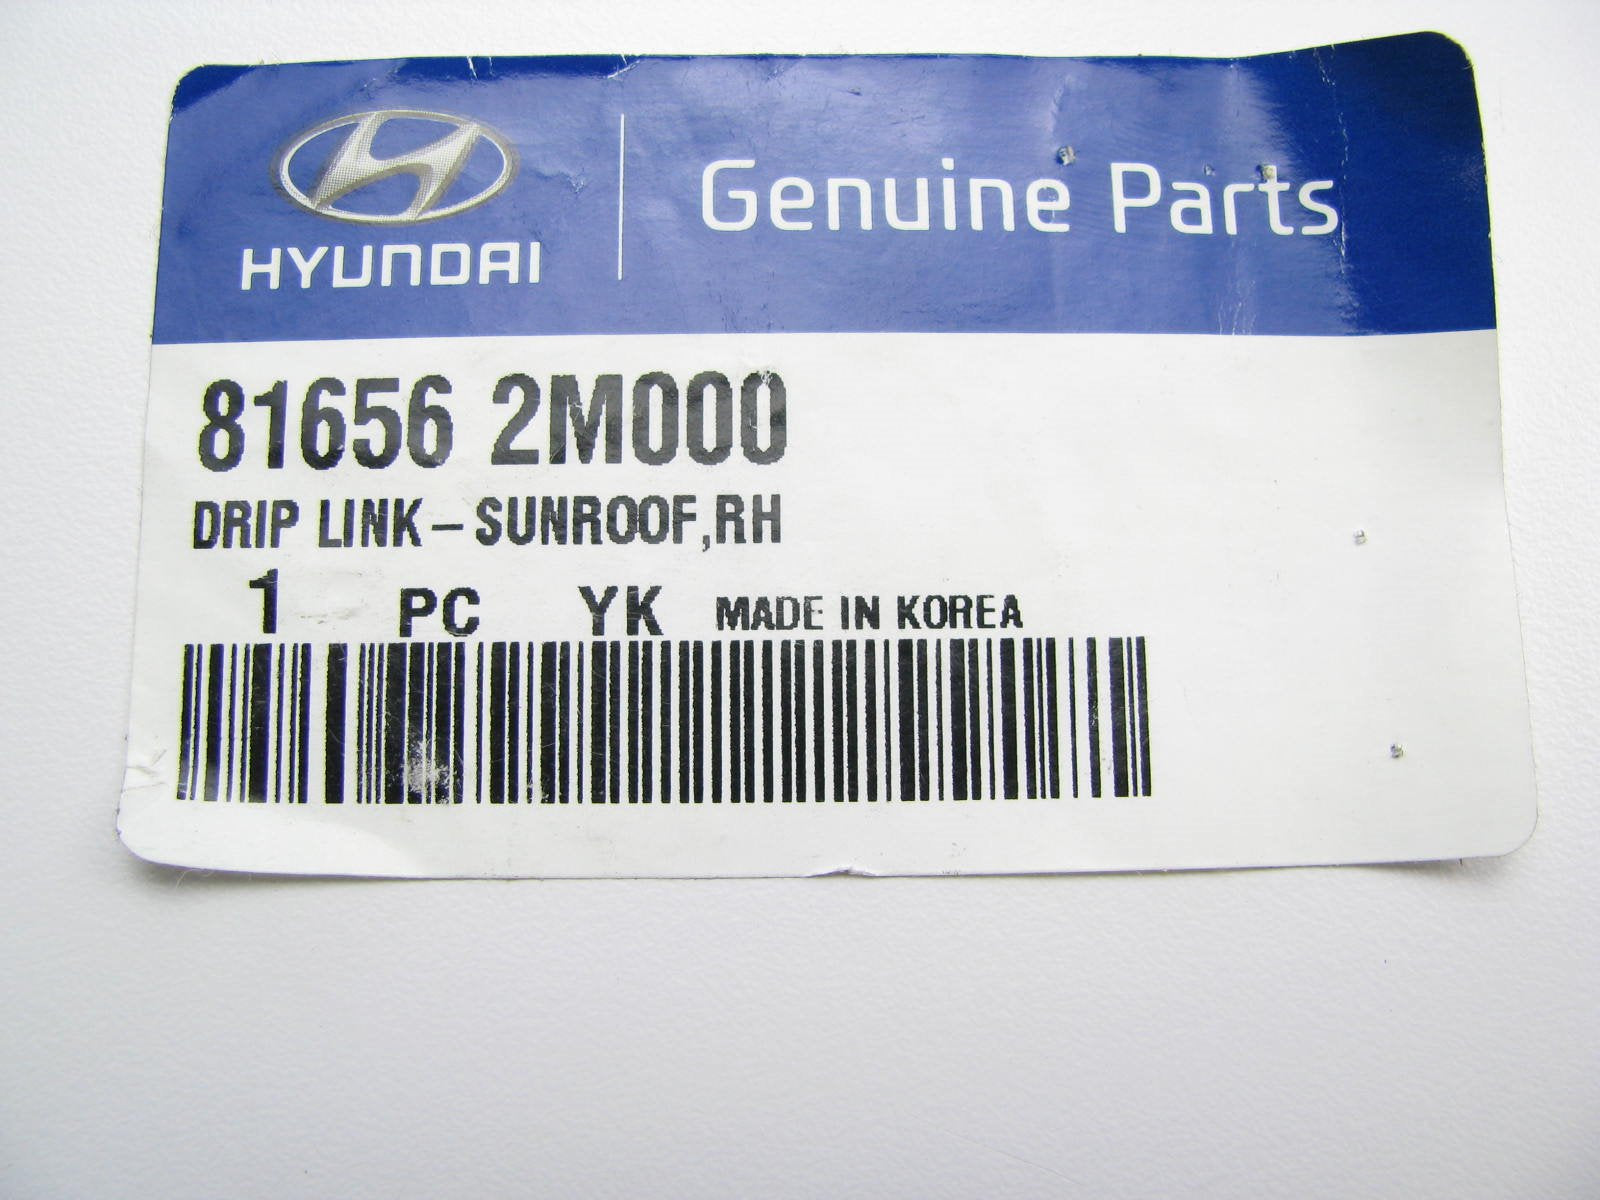 HYUNDAI
Genuine Parts
81656 2M000
DRIP LINK-SUNROOF,RH
1 PC YK MADE IN KOREA